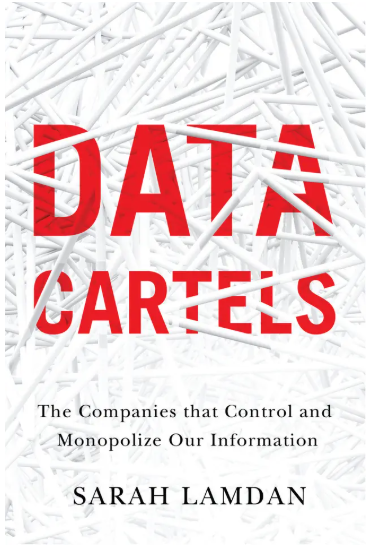 DATA
CARTELS
The Companies that Control and
Monopolize Our Information
SARAH LAMDAN